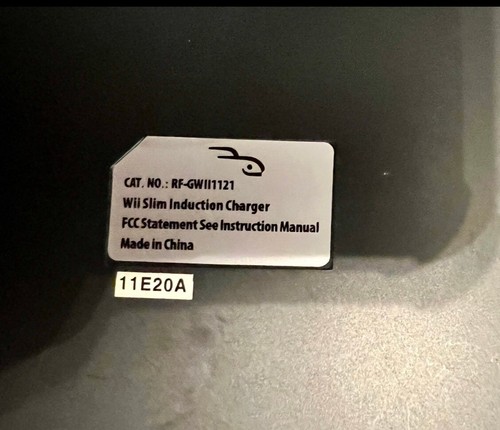 CAT. NO.: RF-GWII1121
Wii Slim Induction Charger
FCC Statement See Instruction Manual
Made in China
11E20A